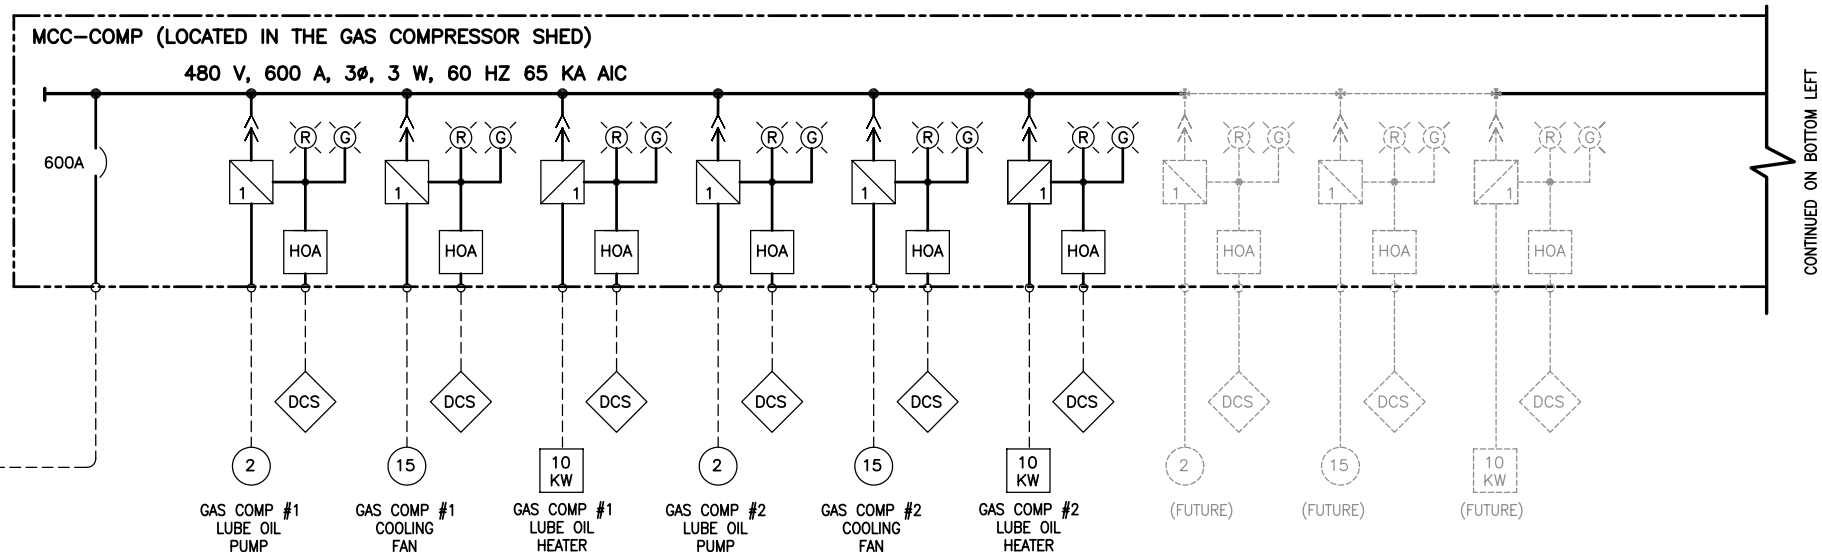 MCC-COMP (LOCATED IN THE GAS COMPRESSOR SHED)
480 V, 600 A, 3ø, 3 W, 60 HZ 65 KA AIC
600A
R G R G R G R G R G R G R G R G R G
1 1 1 1 1 1 1 1 1
HOA HOA HOA HOA HOA HOA HOA HOA HOA
DCS DCS DCS DCS DCS DCS DCS DCS DCS
2
GAS COMP #1
LUBE OIL
PUMP
15
GAS COMP #1
COOLING
FAN
10
KW
GAS COMP #1
LUBE OIL
HEATER
2
GAS COMP #2
LUBE OIL
PUMP
15
GAS COMP #2
COOLING
FAN
10
KW
GAS COMP #2
LUBE OIL
HEATER
2
(FUTURE)
15
(FUTURE)
10
KW
(FUTURE)
CONTINUED ON BOTTOM LEFT